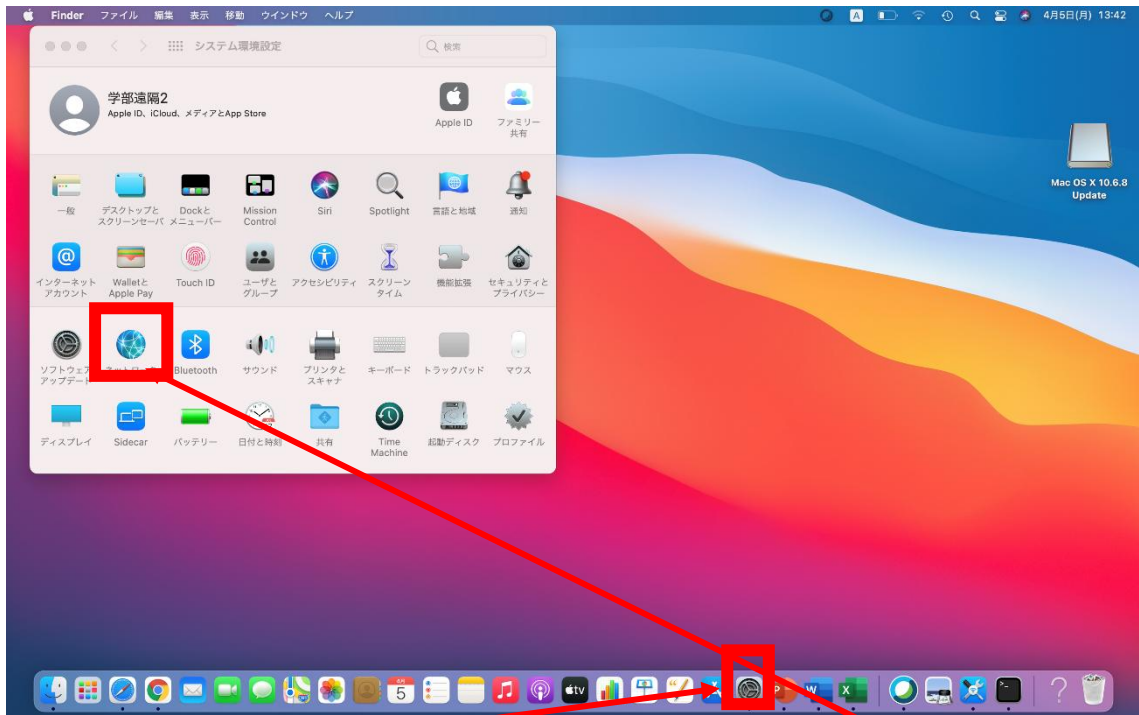 Finder ファイル 編集 表示 移動 ウインドウ ヘルプ
A
4月5日(月) 13:42
システム環境設定
検索
学部遠隔2
Apple ID、iCloud、メディアとApp Store
Apple ID
ファミリー
共有
Mac OS X 10.6.8
Update
一般
デスクトップと
スクリーンセーバ
Dockと
メニューバー
Mission
Control
Siri
Spotlight
言語と地域
通知
インターネット
アカウント
Walletと
Apple Pay
Touch ID
ユーザと
グループ
アクセシビリティ
スクリーン
タイム
機能拡張
セキュリティと
プライバシー
ソフトウェア
アップデート
Bluetooth
サウンド
プリンタと
スキャナ
キーボード
トラックパッド
マウス
ディスプレイ
Sidecar
バッテリー
日付と時刻
共有
Time
Machine
起動ディスク
プロファイル
5
tv
P
W
X